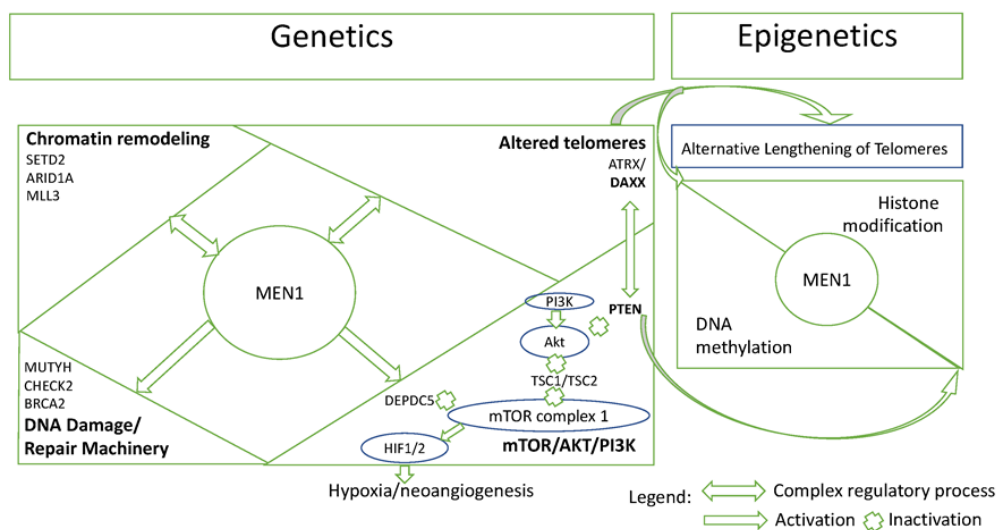 Genetics
Epigenetics
Chromatin remodeling
SETD2
ARID1A
MLL3
Altered telomeres
ATRX/
DAXX
Alternative Lengthening of Telomeres
Histone
modification
MEN1
MEN1
DNA
methylation
PI3K
PTEN
Akt
TSC1/TSC2
DEPDC5
mTOR complex 1
mTOR/AKT/PI3K
HIF1/2
MUTYH
CHECK2
BRCA2
DNA Damage/
Repair Machinery
Hypoxia/neoangiogenesis
Legend:
Complex regulatory process
Activation
Inactivation